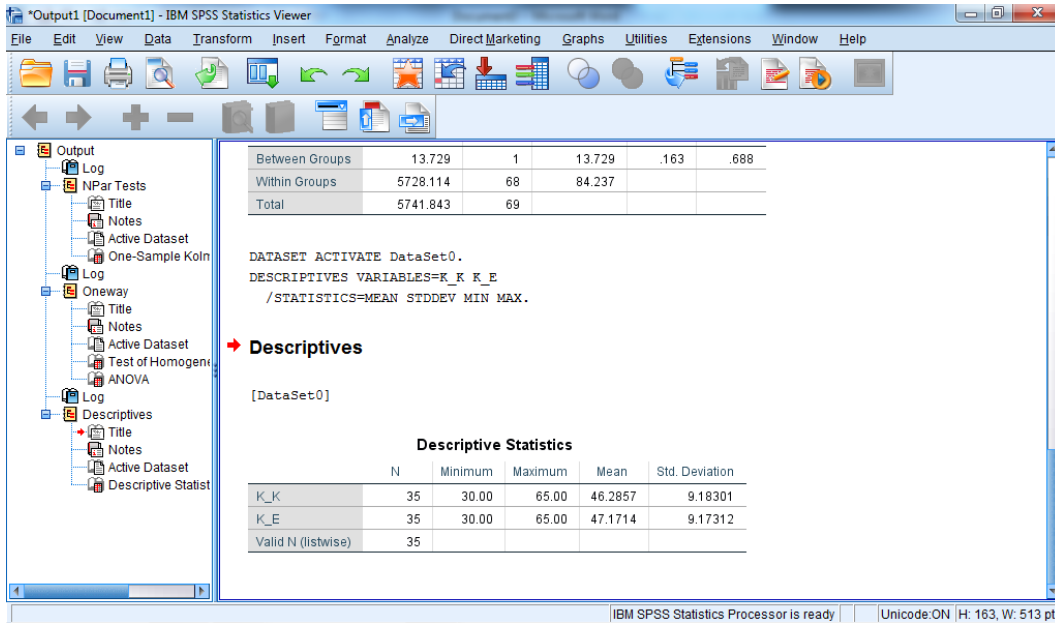 *Output1 [Document1] - IBM SPSS Statistics Viewer
File Edit View Data Transform Insert Format Analyze Direct Marketing Graphs Utilities Extensions Window Help
Output
Log
NPar Tests
Title
Notes
Active Dataset
One-Sample Kolm
Log
Oneway
Title
Notes
Active Dataset
Test of Homogene
ANOVA
Log
Descriptives
Title
Notes
Active Dataset
Descriptive Statist
Between Groups 13.729 1 13.729 .163 .688
Within Groups 5728.114 68 84.237
Total 5741.843 69
DATASET ACTIVATE DataSet0.
DESCRIPTIVES VARIABLES=K_K K_E
/STATISTICS=MEAN STDDEV MIN MAX.
Descriptives
[DataSet0]
Descriptive Statistics
N Minimum Maximum Mean Std. Deviation
K_K 35 30.00 65.00 46.2857 9.18301
K_E 35 30.00 65.00 47.1714 9.17312
Valid N (listwise) 35
IBM SPSS Statistics Processor is ready Unicode:ON H: 163, W: 513 pt